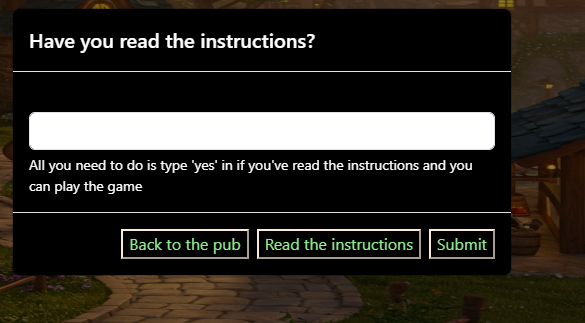 Have you read the instructions?
All you need to do is type 'yes' in if you've read the instructions and you
can play the game
Back to the pub Read the instructions Submit